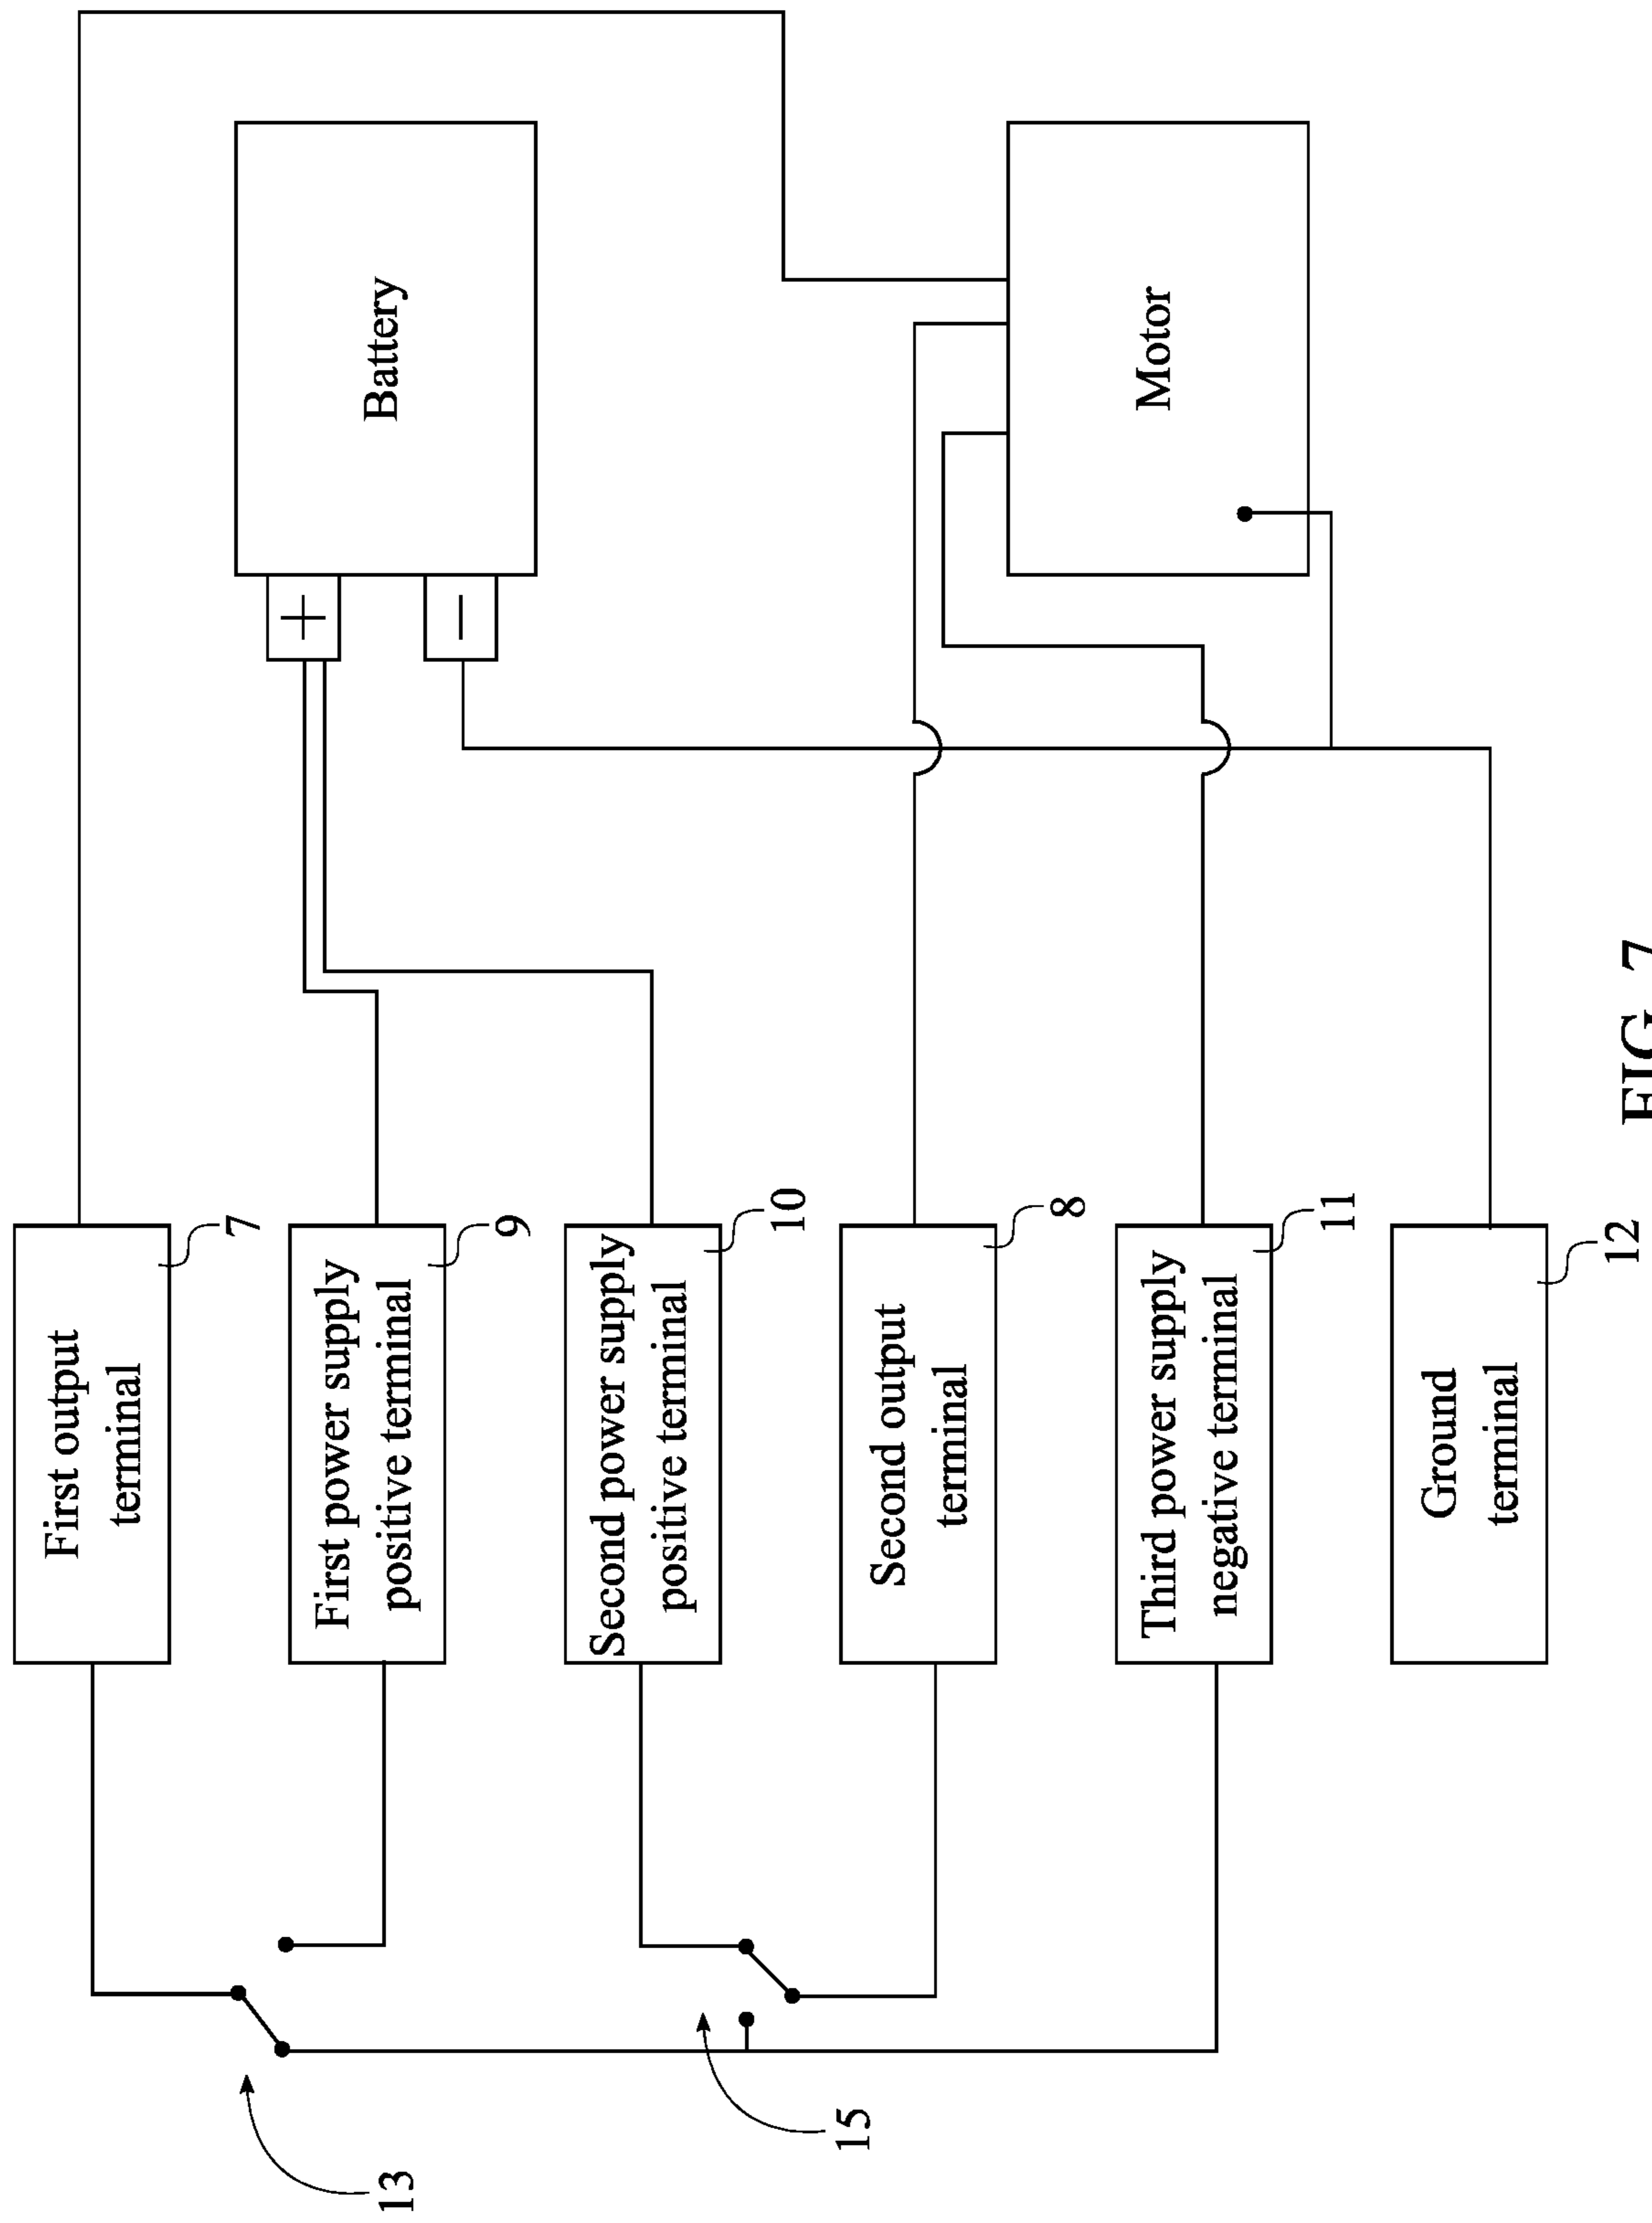 First output
terminal
7
First power supply
positive terminal
9
Second power supply
positive terminal
10
Second output
terminal
8
Third power supply
negative terminal
11
Ground
terminal
12
Battery
+
−
Motor
13
15
FIG. 7